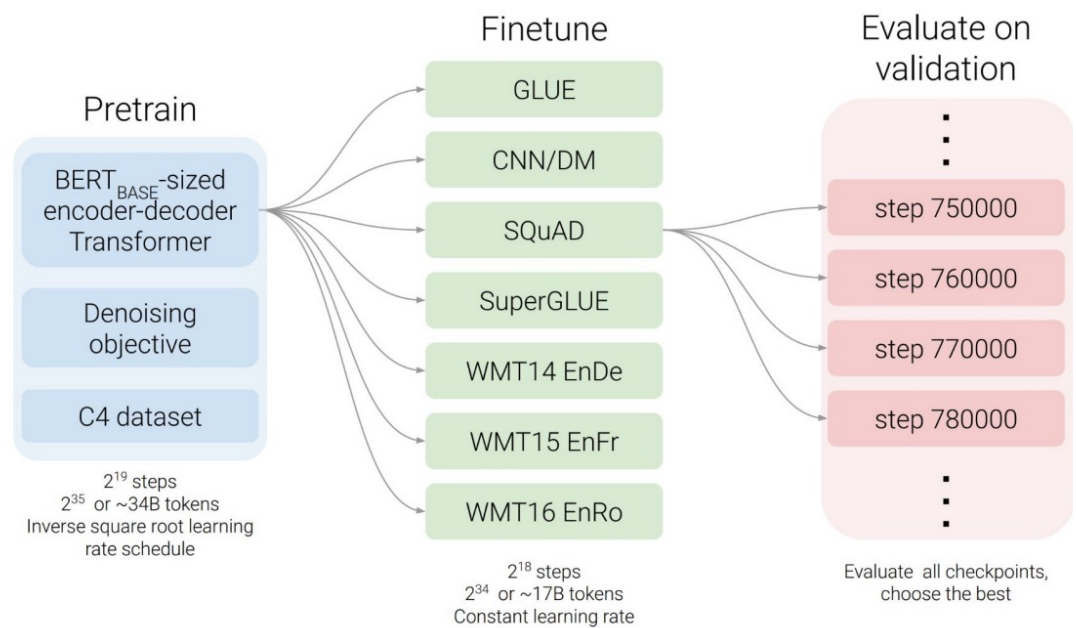 Pretrain
BERT_BASE-sized
encoder-decoder
Transformer
Denoising
objective
C4 dataset
2^19 steps
2^35 or ~34B tokens
Inverse square root learning
rate schedule
Finetune
GLUE
CNN/DM
SQuAD
SuperGLUE
WMT14 EnDe
WMT15 EnFr
WMT16 EnRo
2^18 steps
2^34 or ~17B tokens
Constant learning rate
Evaluate on
validation
step 750000
step 760000
step 770000
step 780000
Evaluate all checkpoints,
choose the best